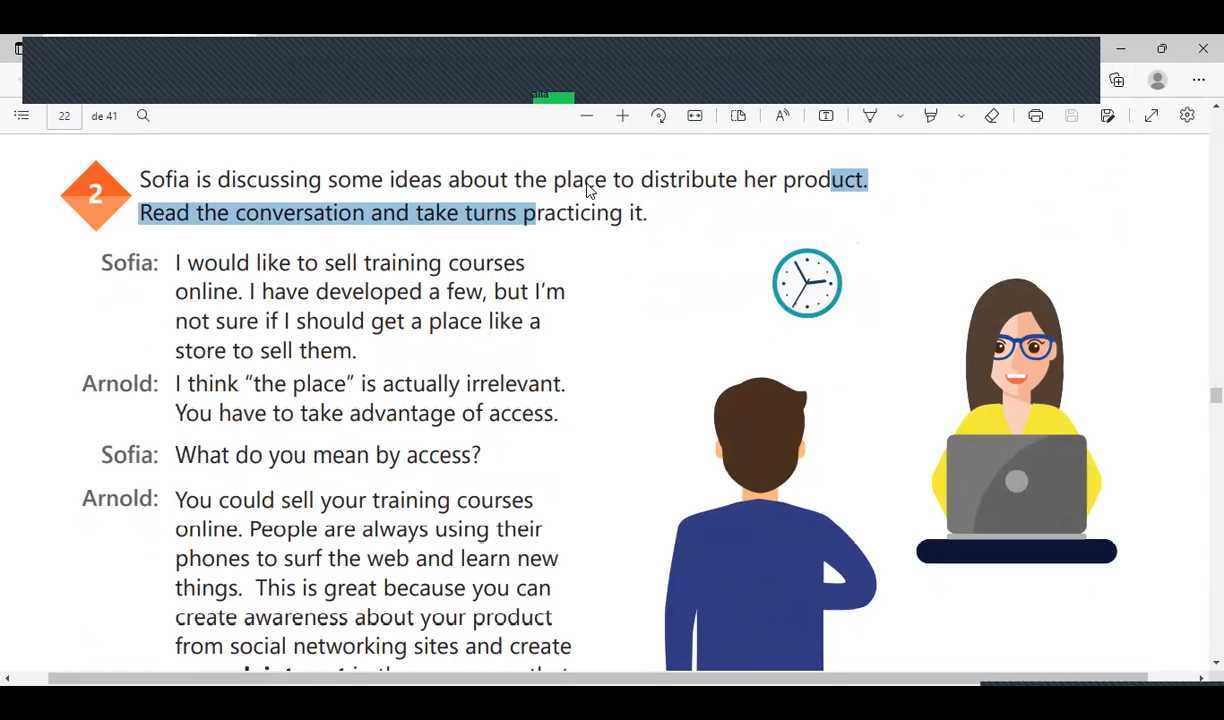 22 de 41
2
Sofia is discussing some ideas about the place to distribute her product.
Read the conversation and take turns practicing it.
Sofia: I would like to sell training courses
online. I have developed a few, but I'm
not sure if I should get a place like a
store to sell them.
Arnold: I think “the place” is actually irrelevant.
You have to take advantage of access.
Sofia: What do you mean by access?
Arnold: You could sell your training courses
online. People are always using their
phones to surf the web and learn new
things. This is great because you can
create awareness about your product
from social networking sites and create